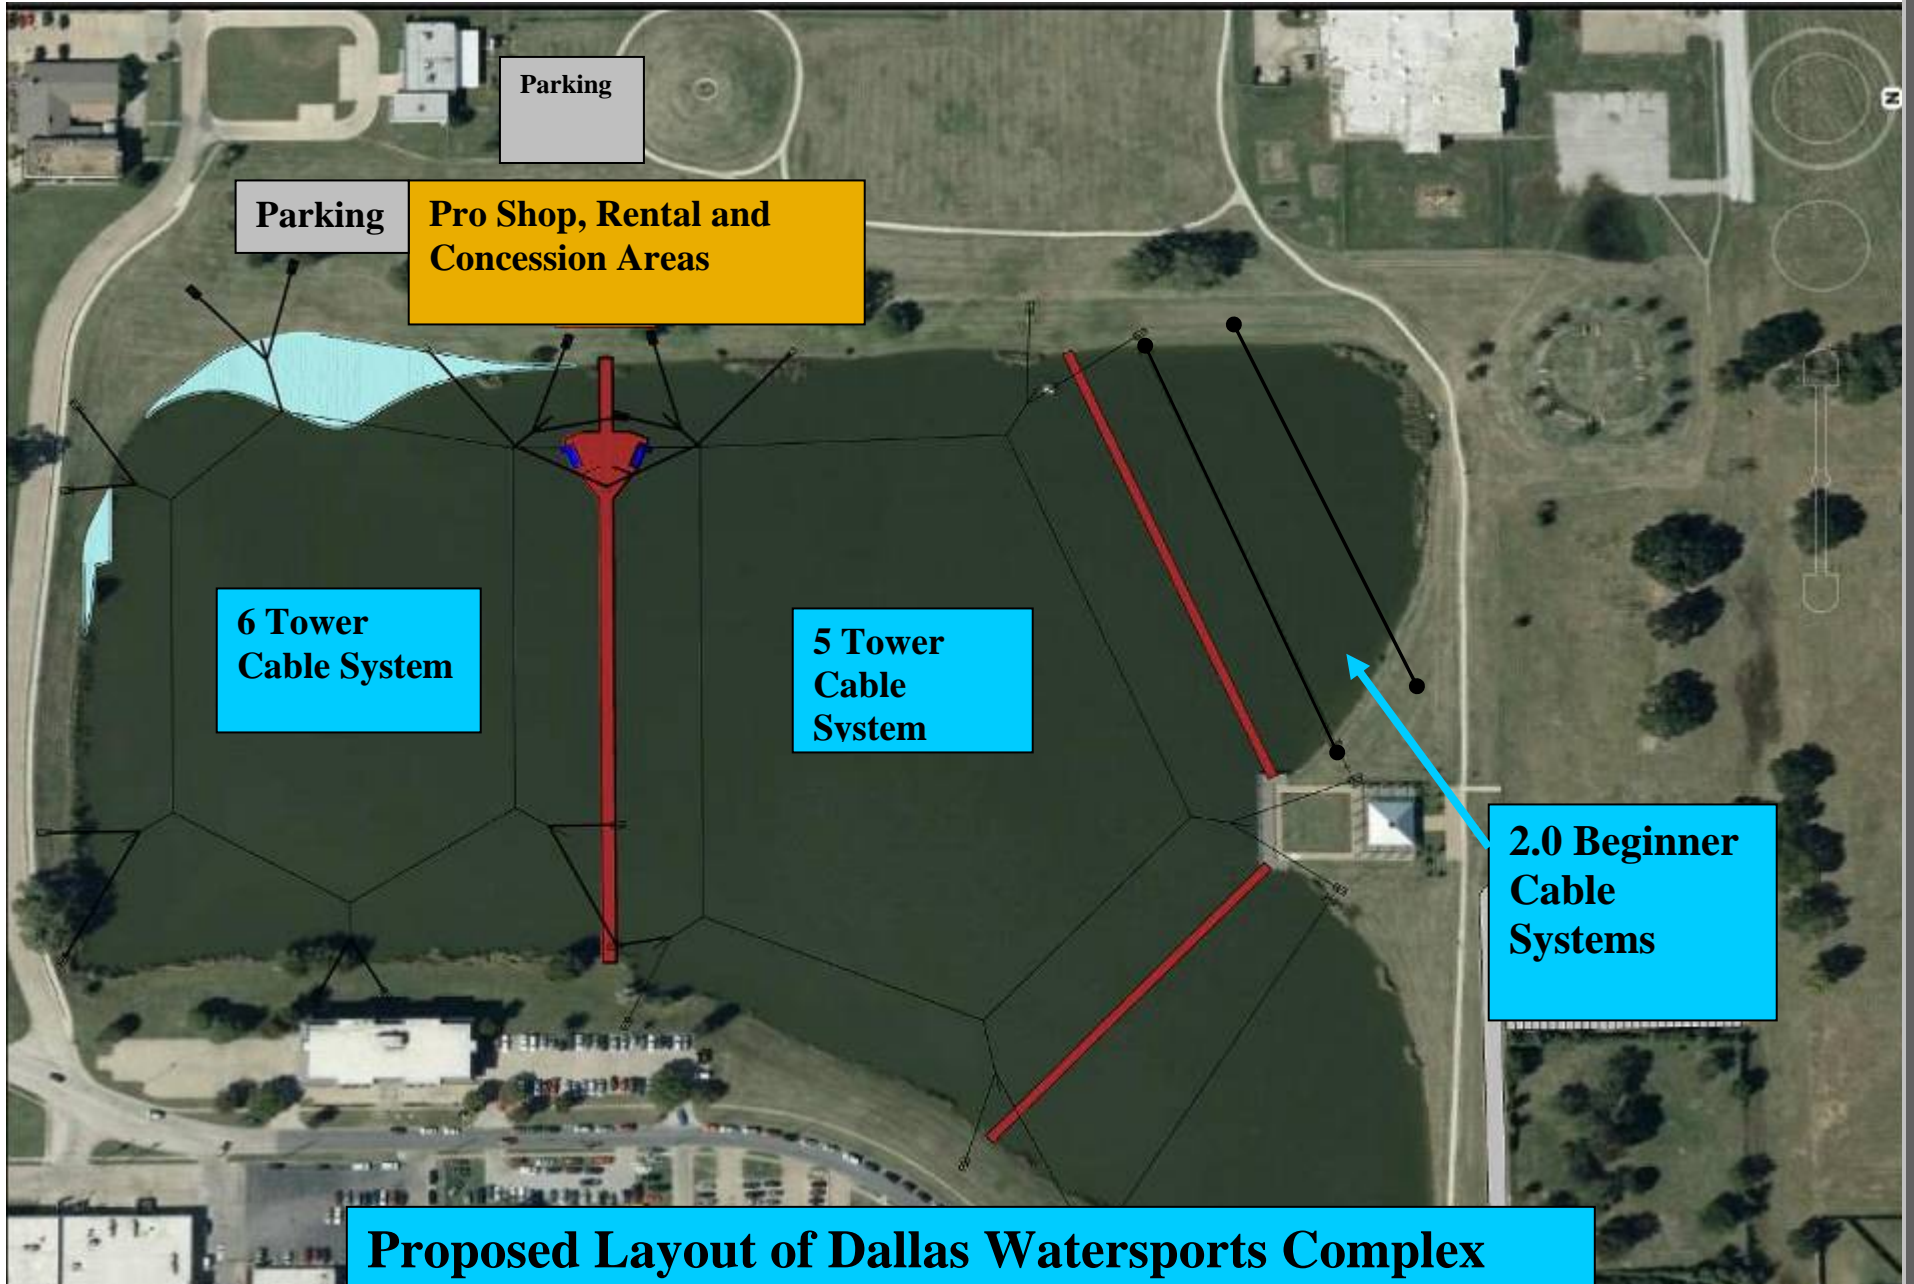 Parking
N
Parking
Pro Shop, Rental and
Concession Areas
6 Tower
Cable System
5 Tower
Cable
System
2.0 Beginner
Cable
Systems
Proposed Layout of Dallas Watersports Complex